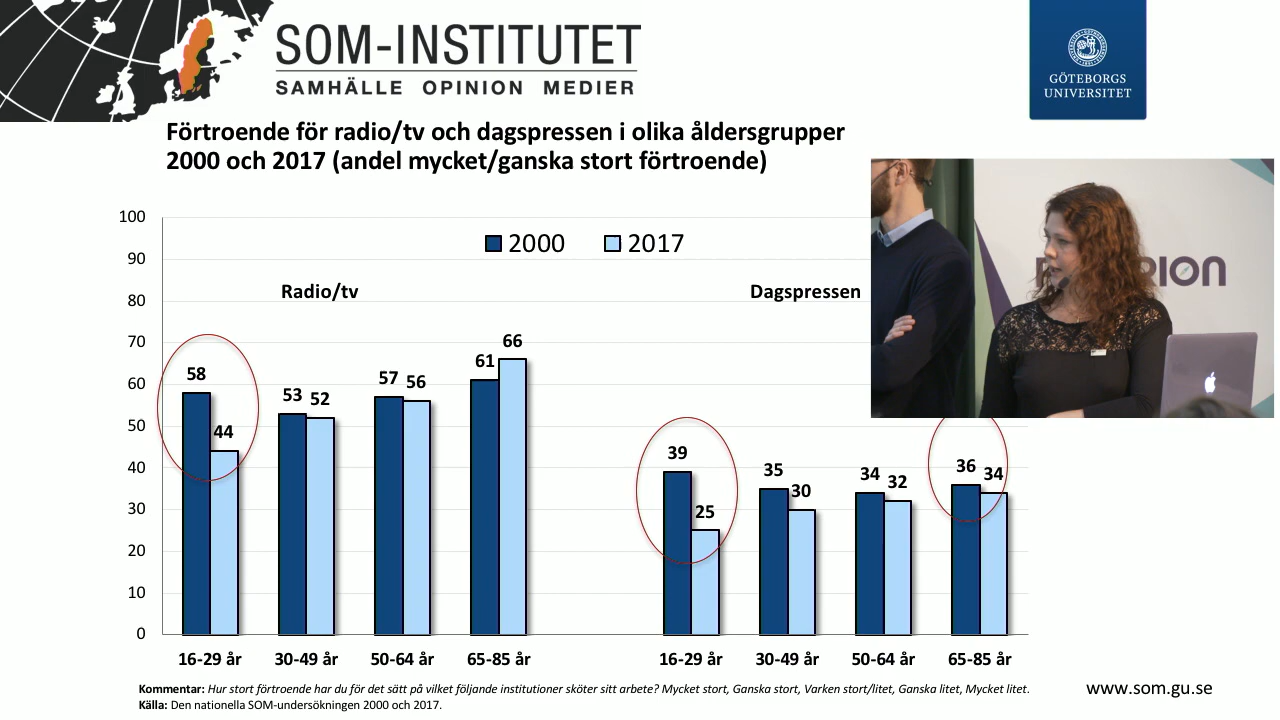 SOM-INSTITUTET
SAMHÄLLE OPINION MEDIER
GÖTEBORGS
UNIVERSITET
Förtroende för radio/tv och dagspressen i olika åldersgrupper
2000 och 2017 (andel mycket/ganska stort förtroende)
100
90
80
70
60
50
40
30
20
10
0
2000 2017
Radio/tv
Dagspressen
58
44
53
52
57
56
61
66
39
25
35
30
34
32
36
34
16-29 år 30-49 år 50-64 år 65-85 år 16-29 år 30-49 år 50-64 år 65-85 år
Kommentar: Hur stort förtroende har du för det sätt på vilket följande institutioner sköter sitt arbete? Mycket stort, Ganska stort, Varken stort/litet, Ganska litet, Mycket litet.
Källa: Den nationella SOM-undersökningen 2000 och 2017.
www.som.gu.se